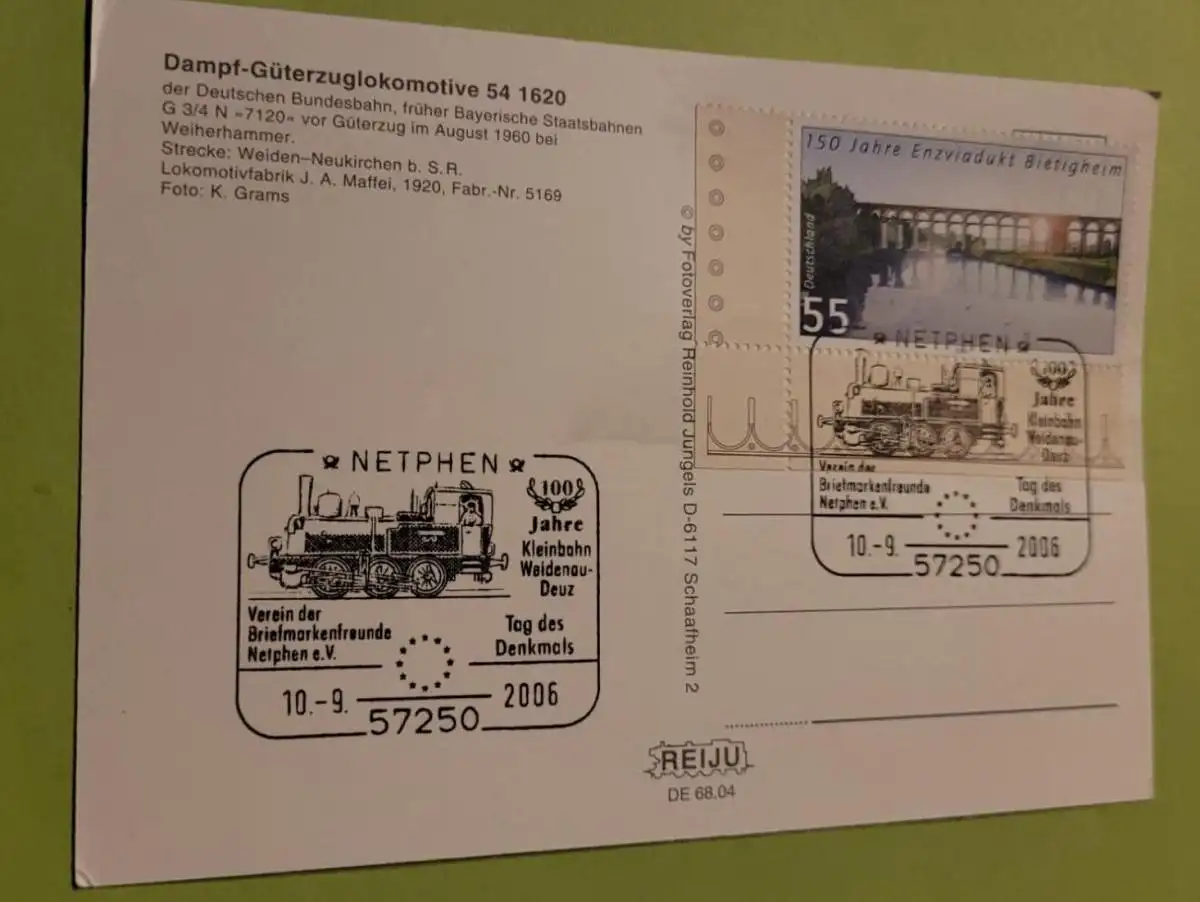 Dampf-Güterzuglokomotive 54 1620
der Deutschen Bundesbahn, früher Bayerische Staatsbahnen
G 3/4 N »7120« vor Güterzug im August 1960 bei
Weiherhammer.
Strecke: Weiden–Neukirchen b. S.R.
Lokomotivfabrik J. A. Maffei, 1920, Fabr.-Nr. 5169
Foto: K. Grams
© by Fotoverlag Reinhold Jungels D-6117 Schaafheim 2
150 Jahre Enzviadukt Bietigheim
Deutschland
55
NETPHEN
100
Jahre
Kleinbahn
Weidenau-
Deuz
Verein der
Briefmarkenfreunde
Netphen e.V.
Tag des
Denkmals
10.-9. 2006
57250
NETPHEN
100
Jahre
Kleinbahn
Weidenau-
Deuz
Verein der
Briefmarkenfreunde
Netphen e.V.
Tag des
Denkmals
10.-9. 2006
57250
REIJU
DE 68.04